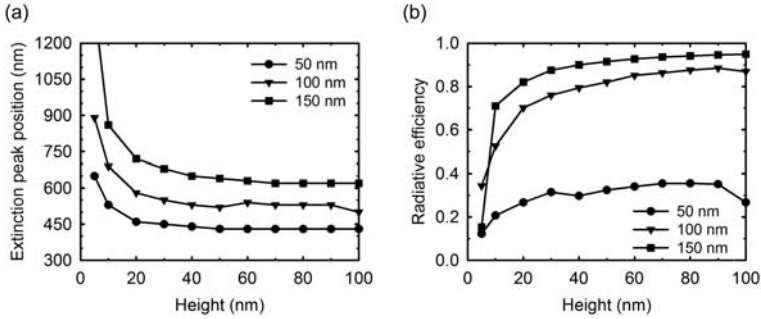 (a)
Extinction peak position (nm)
1200
1050
900
750
600
450
300
0
20
40
60
80
100
Height (nm)
50 nm
100 nm
150 nm
(b)
Radiative efficiency
1.0
0.8
0.6
0.4
0.2
0.0
0
20
40
60
80
100
Height (nm)
50 nm
100 nm
150 nm